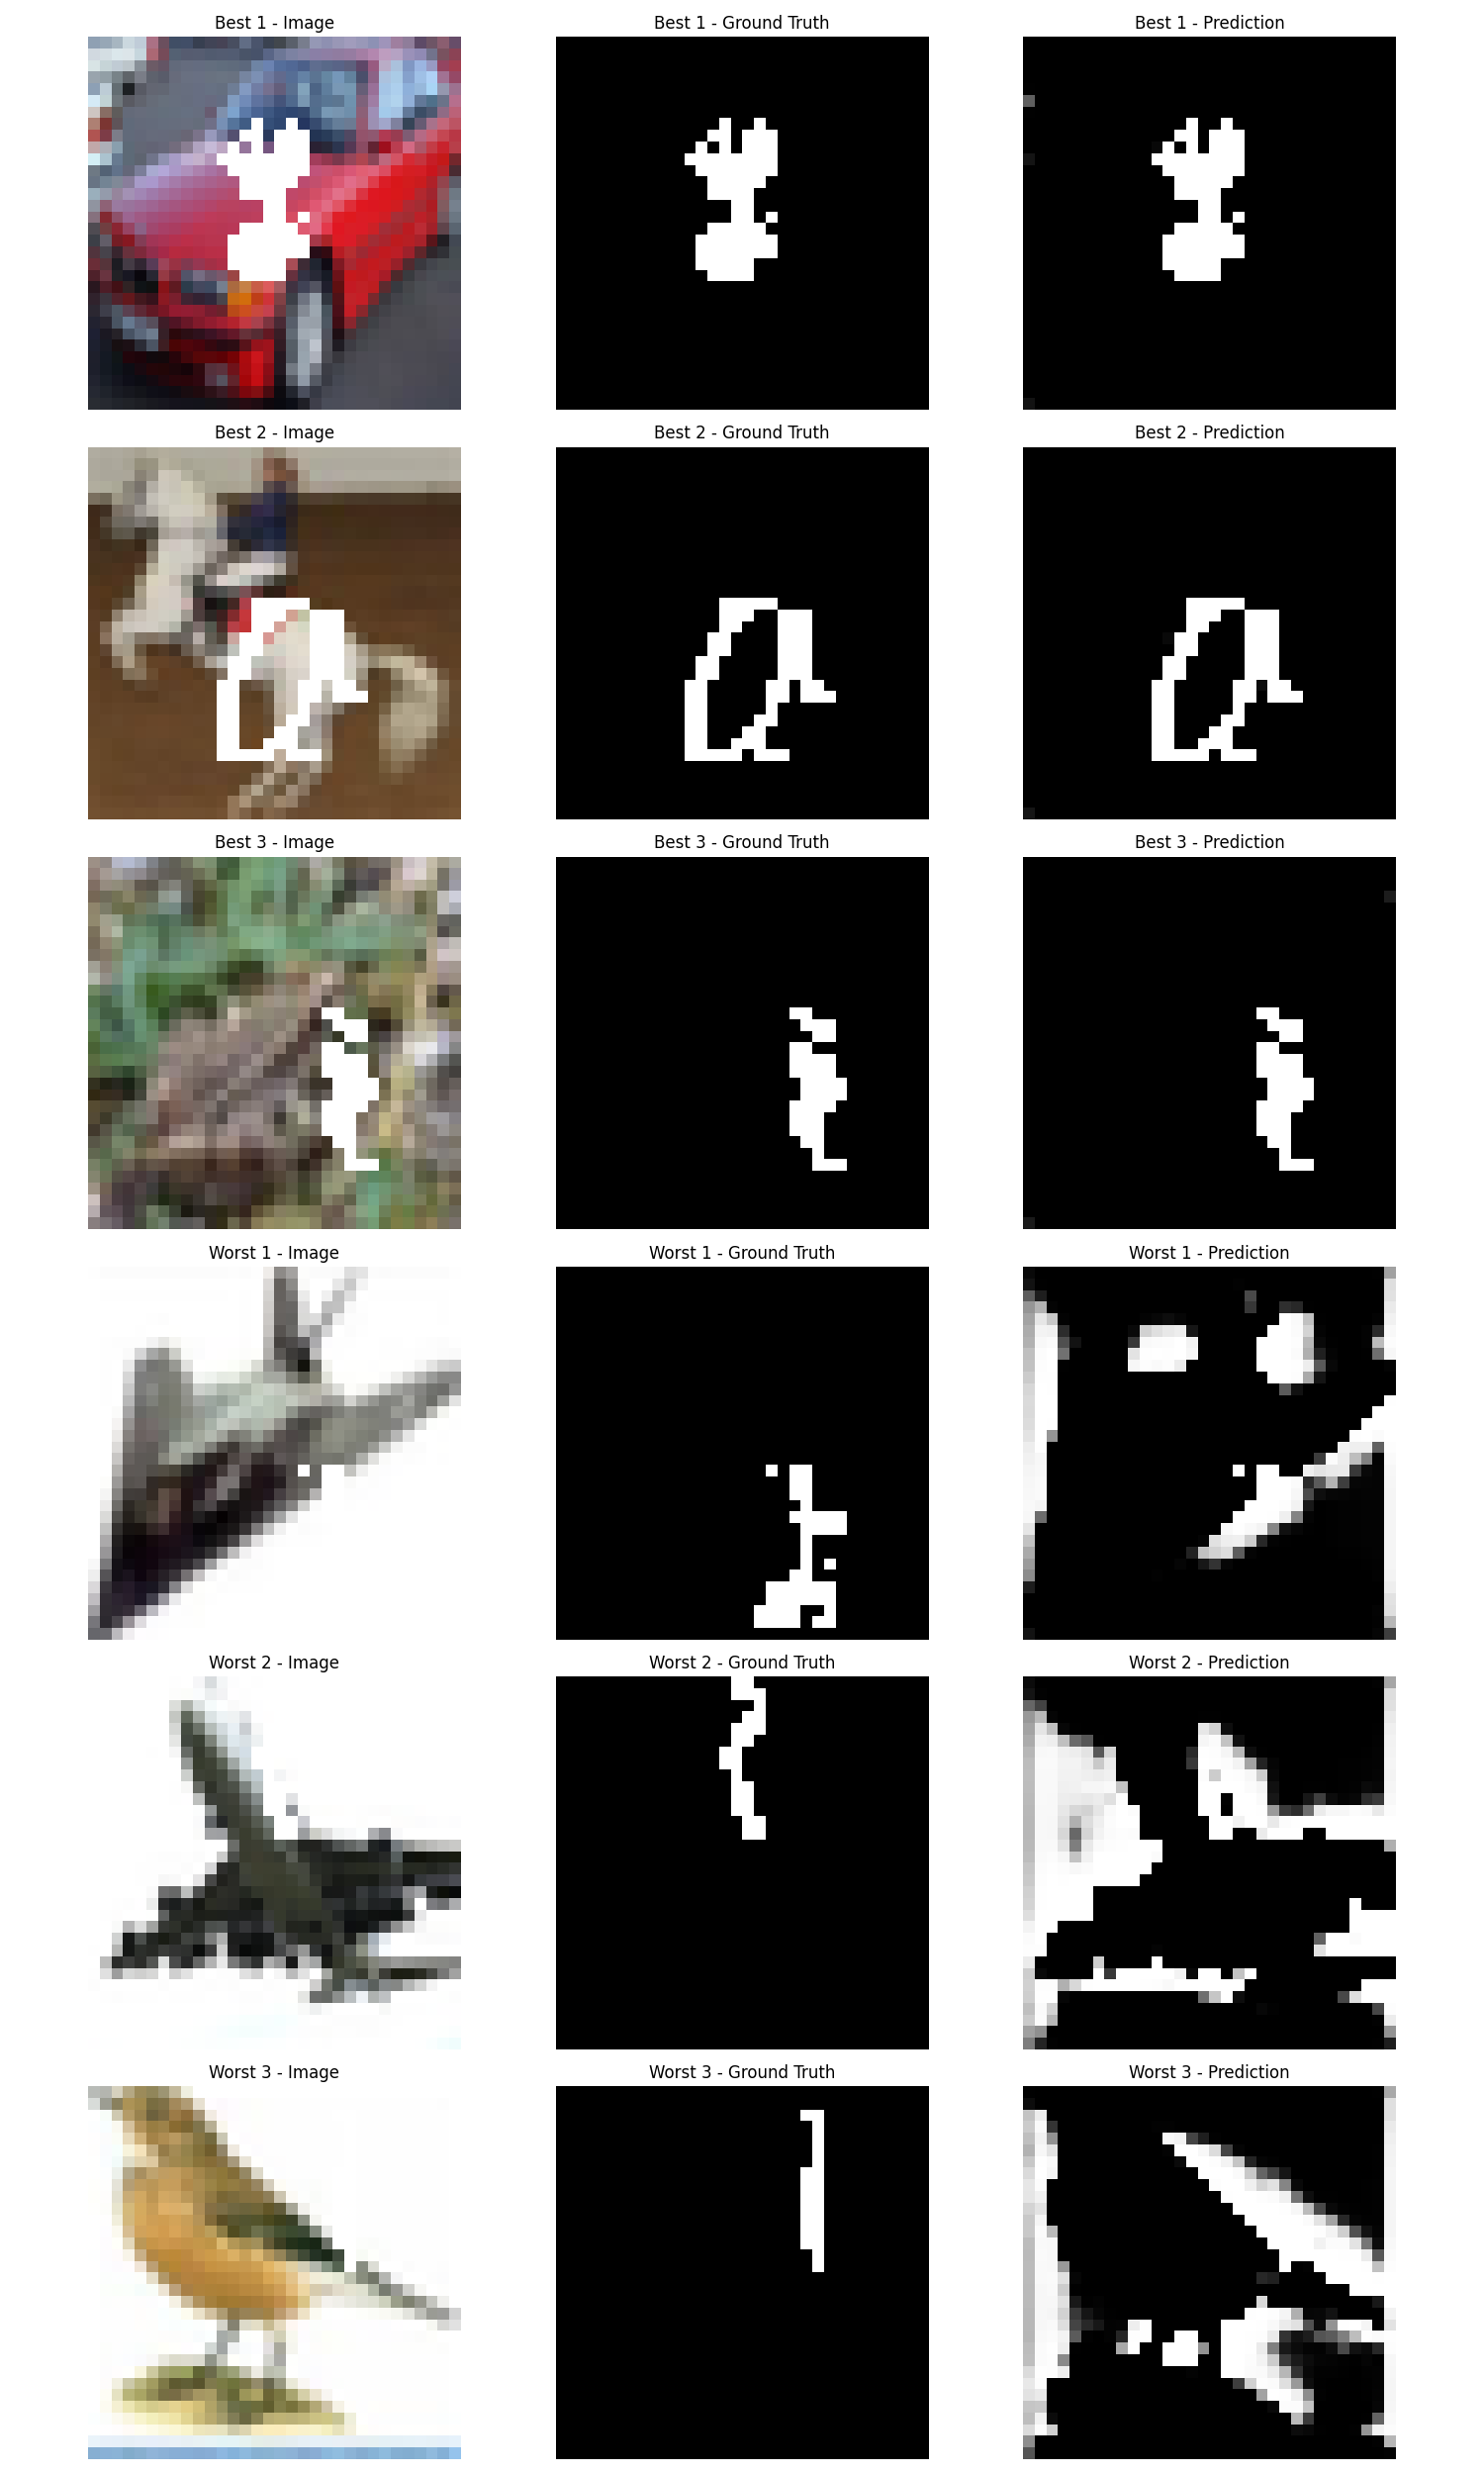 Best 1 - Image
Best 1 - Ground Truth
Best 1 - Prediction
Best 2 - Image
Best 2 - Ground Truth
Best 2 - Prediction
Best 3 - Image
Best 3 - Ground Truth
Best 3 - Prediction
Worst 1 - Image
Worst 1 - Ground Truth
Worst 1 - Prediction
Worst 2 - Image
Worst 2 - Ground Truth
Worst 2 - Prediction
Worst 3 - Image
Worst 3 - Ground Truth
Worst 3 - Prediction